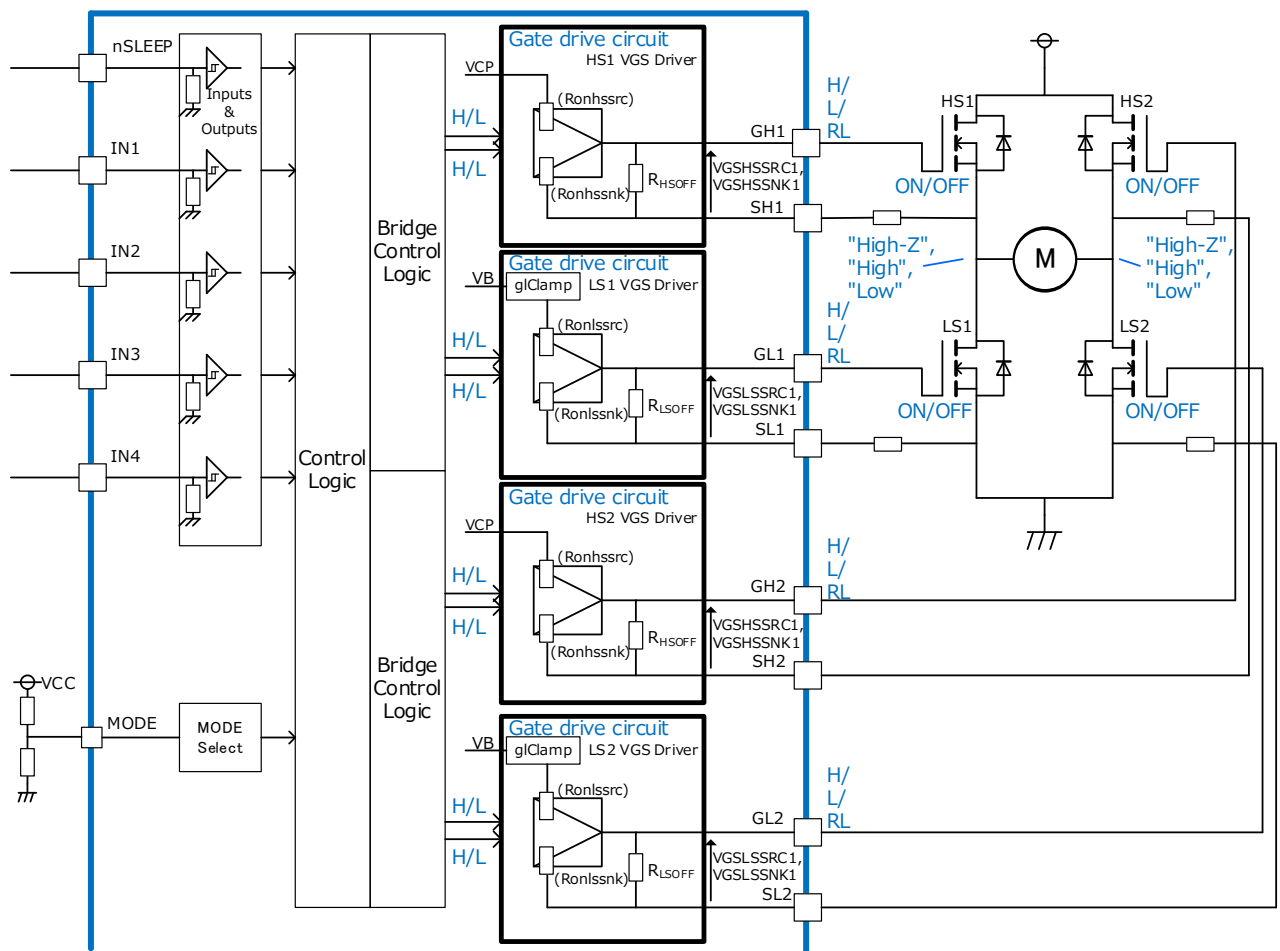 nSLEEP
Inputs
&
Outputs
IN1
IN2
IN3
IN4
VCC
MODE
MODE
Select
Control
Logic
Bridge
Control
Logic
Bridge
Control
Logic
H/L
H/L
H/L
H/L
H/L
H/L
H/L
H/L
Gate drive circuit
HS1 VGS Driver
VCP
(Ronhssrc)
(Ronhssnk)
RHSOFF
VGSHSSRC1,
VGSHSSNK1
GH1
SH1
H/
L/
RL
Gate drive circuit
VB
glClamp
LS1 VGS Driver
(Ronlssrc)
(Ronlssnk)
RLSOFF
VGSLSSRC1,
VGSLSSNK1
GL1
SL1
H/
L/
RL
Gate drive circuit
HS2 VGS Driver
VCP
(Ronhssrc)
(Ronhssnk)
RHSOFF
VGSHSSRC1,
VGSHSSNK1
GH2
SH2
H/
L/
RL
Gate drive circuit
VB
glClamp
LS2 VGS Driver
(Ronlssrc)
(Ronlssnk)
RLSOFF
VGSLSSRC1,
VGSLSSNK1
GL2
SL2
H/
L/
RL
HS1
HS2
ON/OFF
ON/OFF
"High-Z",
"High",
"Low"
M
"High-Z",
"High",
"Low"
LS1
LS2
ON/OFF
ON/OFF